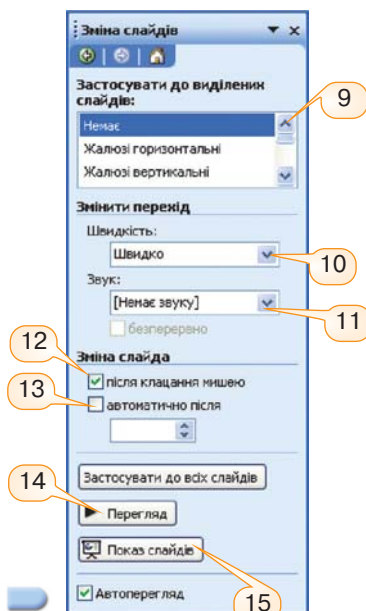 Зміна слайдів
Застосувати до виділених
слайдів:
9
Немає
Жалюзі горизонтальні
Жалюзі вертикальні
Змінити перехід
Швидкість:
Швидко
10
Звук:
[Немає звуку]
11
безперервно
12
Зміна слайда
після клацання мишею
13
автоматично після
Застосувати до всіх слайдів
14
Перегляд
Показ слайдів
15
Автоперегляд